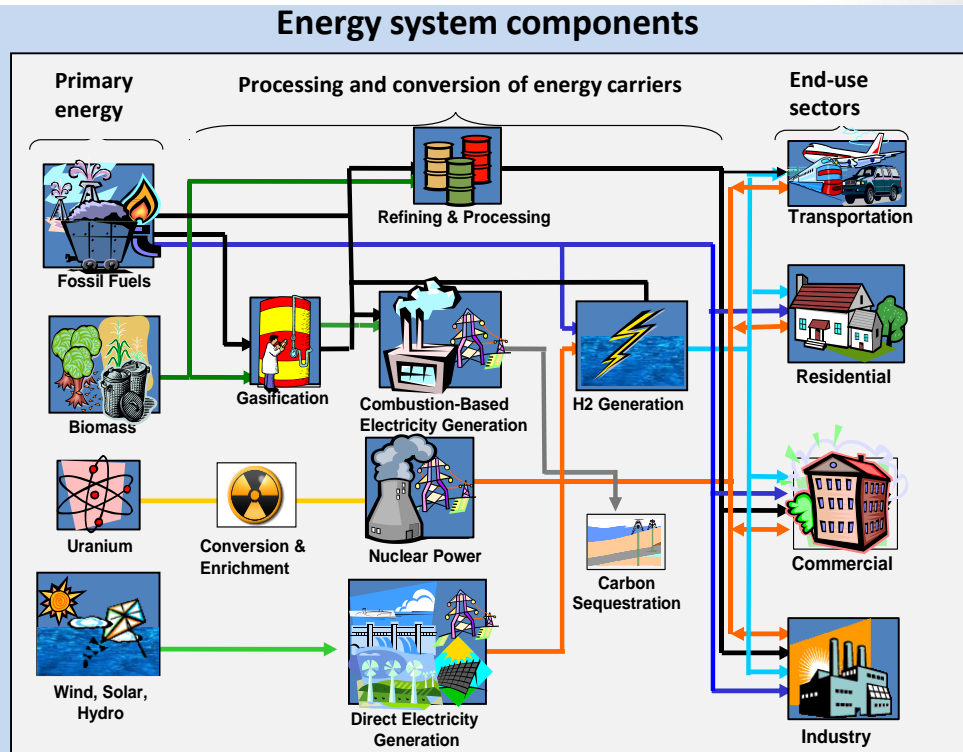 Energy system components
Primary
energy
Processing and conversion of energy carriers
End-use
sectors
Refining & Processing
Transportation
Fossil Fuels
Gasification
Combustion-Based
Electricity Generation
H2 Generation
Residential
Biomass
Uranium
Conversion &
Enrichment
Nuclear Power
Carbon
Sequestration
Commercial
Wind, Solar,
Hydro
Direct Electricity
Generation
Industry